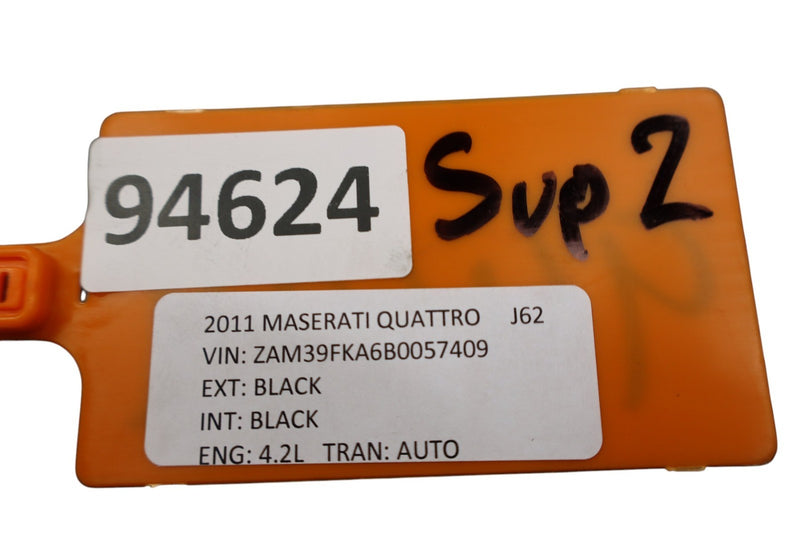 94624
Sup 2
2011 MASERATI QUATTRO J62
VIN: ZAM39FKA6B0057409
EXT: BLACK
INT: BLACK
ENG: 4.2L TRAN: AUTO